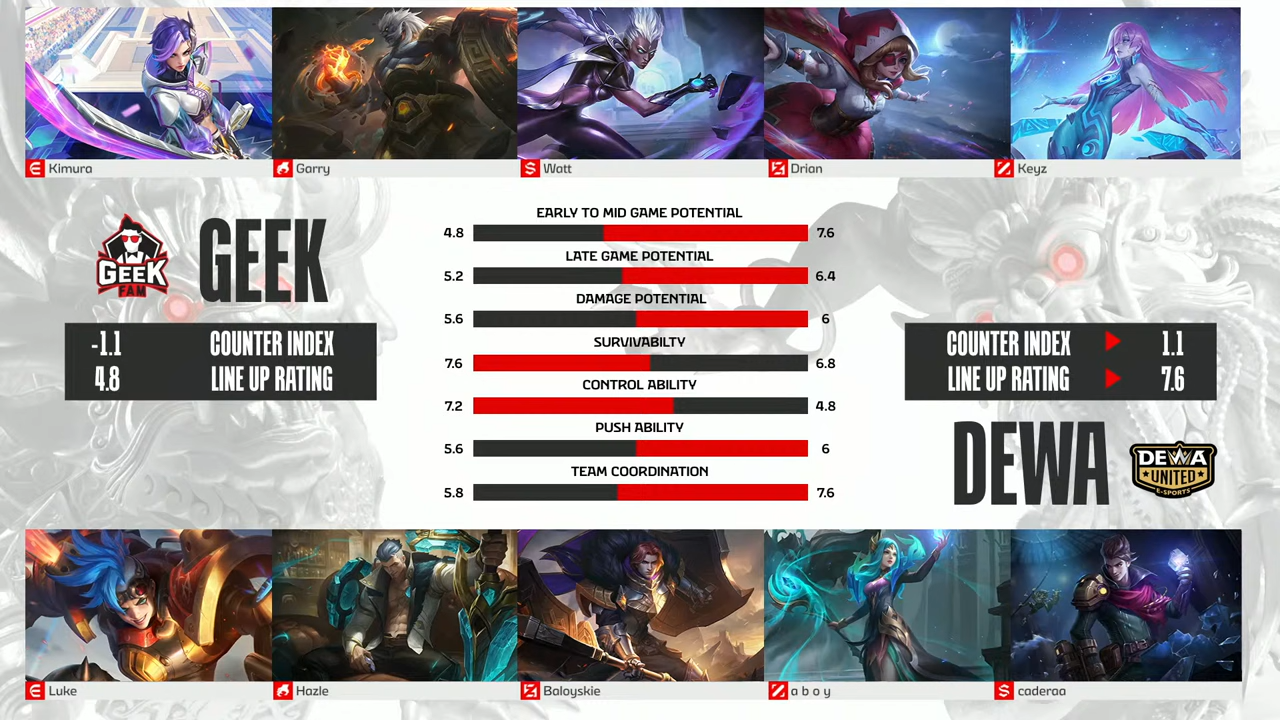 Kimura
Garry
Watt
Drian
Keyz
GEEK
FAM
GEEK
-1.1 COUNTER INDEX
4.8 LINE UP RATING
EARLY TO MID GAME POTENTIAL
4.8 7.6
LATE GAME POTENTIAL
5.2 6.4
DAMAGE POTENTIAL
5.6 6
SURVIVABILTY
7.6 6.8
CONTROL ABILITY
7.2 4.8
PUSH ABILITY
5.6 6
TEAM COORDINATION
5.8 7.6
COUNTER INDEX 1.1
LINE UP RATING 7.6
DEWA
DEWA
UNITED
E-SPORTS
Luke
Hazle
Baloyskie
a b o y
caderaa